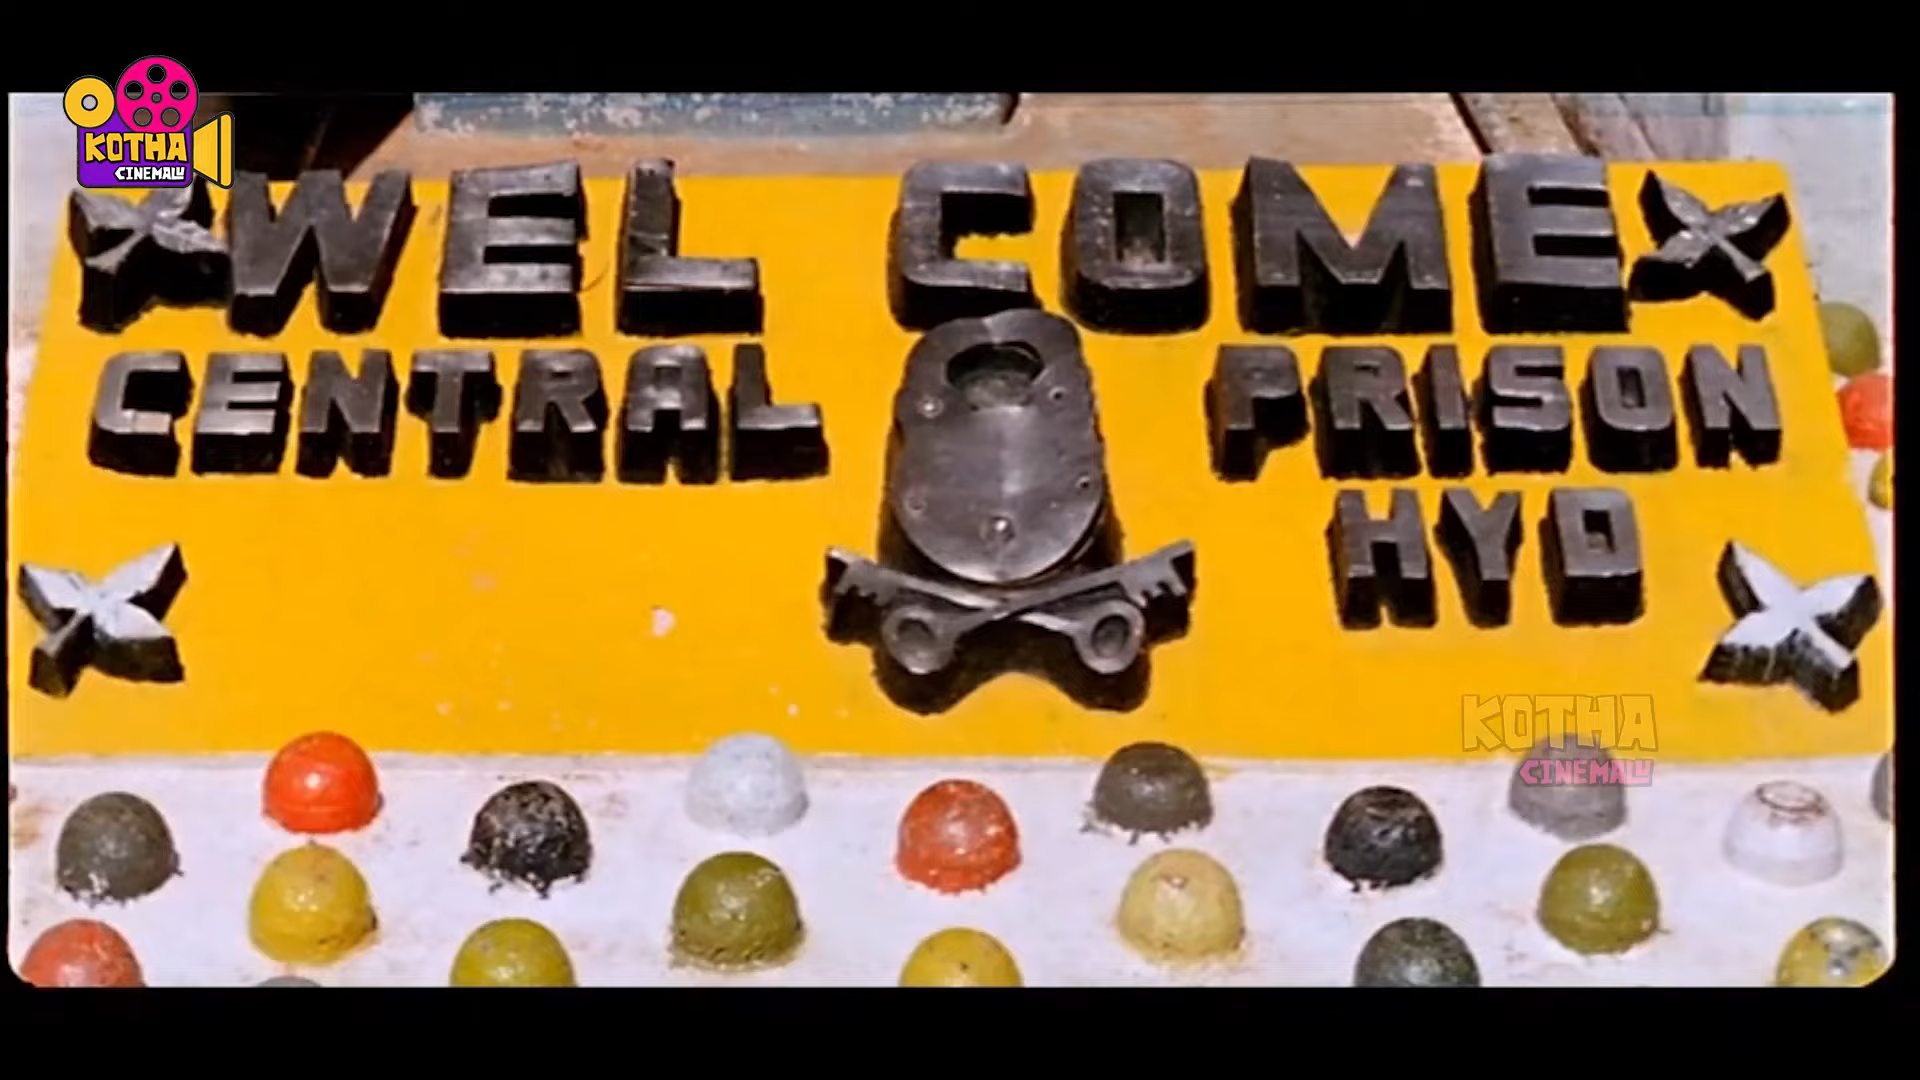 KOTHA
CINEMALU
WEL COME
CENTRAL PRISON
HYD
KOTHA
CINEMALU